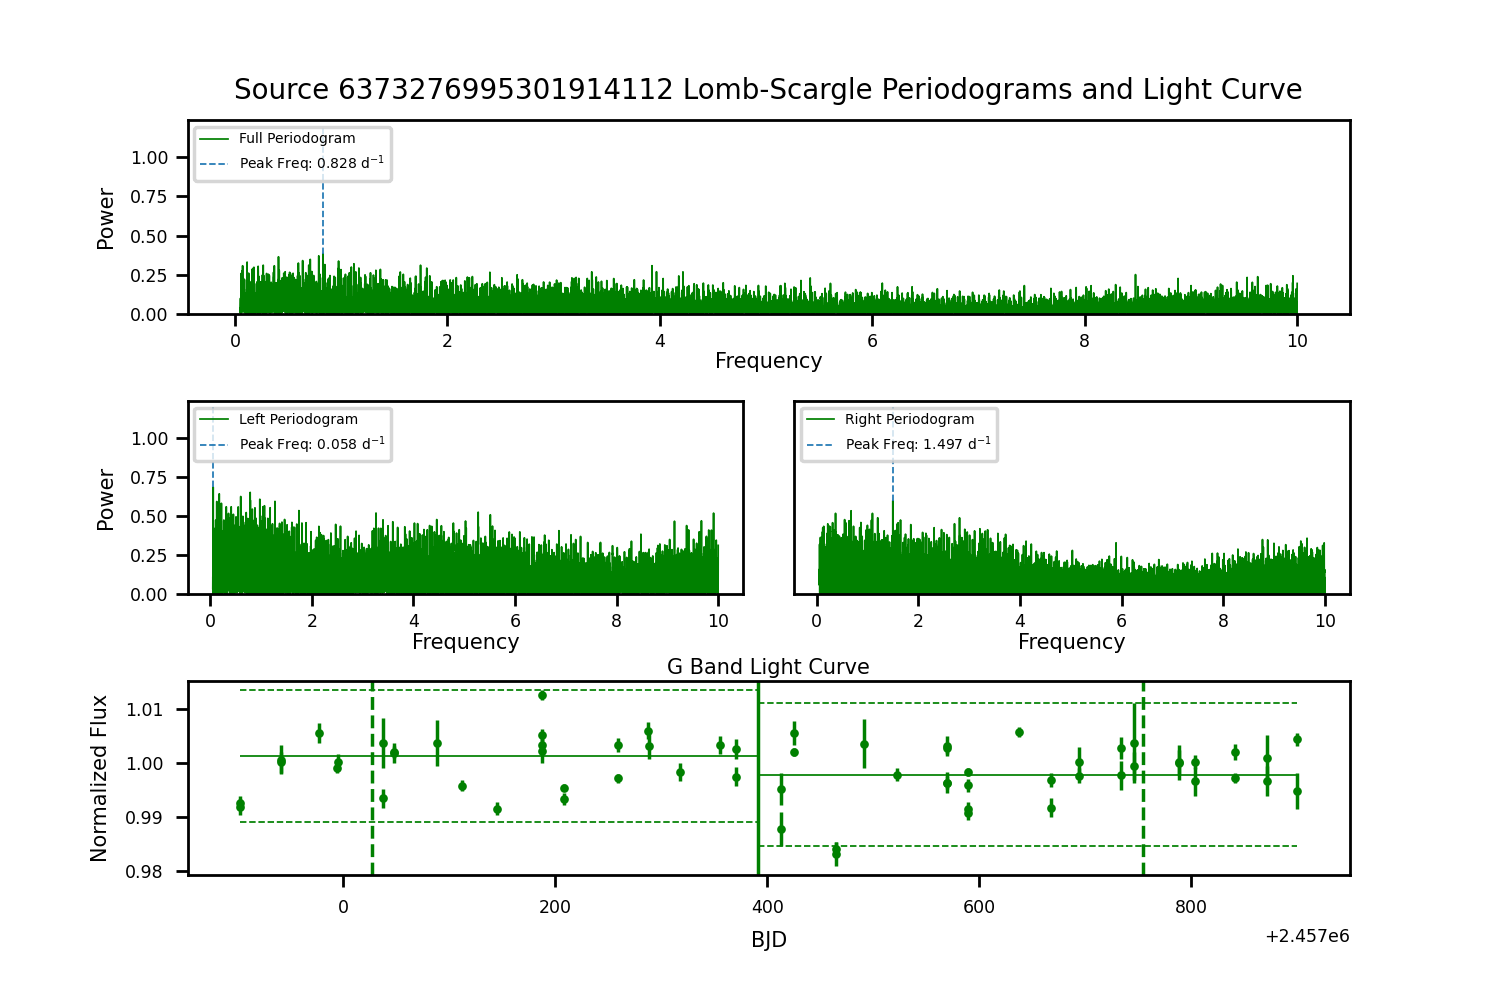 Source 6373276995301914112 Lomb-Scargle Periodograms and Light Curve
Full Periodogram
Peak Freq: 0.828 d⁻¹
Power
1.00
0.75
0.50
0.25
0.00
0 2 4 6 8 10
Frequency
Left Periodogram
Peak Freq: 0.058 d⁻¹
Power
1.00
0.75
0.50
0.25
0.00
0 2 4 6 8 10
Frequency
Right Periodogram
Peak Freq: 1.497 d⁻¹
0 2 4 6 8 10
Frequency
G Band Light Curve
Normalized Flux
1.01
1.00
0.99
0.98
0 200 400 600 800
BJD
+2.457e6